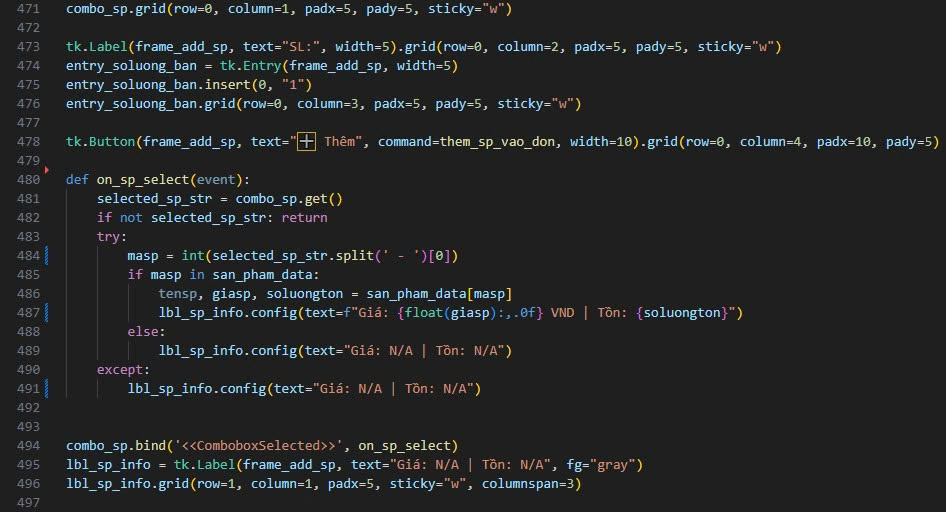 471 combo_sp.grid(row=0, column=1, padx=5, pady=5, sticky="w")
472
473 tk.Label(frame_add_sp, text="SL:", width=5).grid(row=0, column=2, padx=5, pady=5, sticky="w")
474 entry_soluong_ban = tk.Entry(frame_add_sp, width=5)
475 entry_soluong_ban.insert(0, "1")
476 entry_soluong_ban.grid(row=0, column=3, padx=5, pady=5, sticky="w")
477
478 tk.Button(frame_add_sp, text="➕ Thêm", command=them_sp_vao_don, width=10).grid(row=0, column=4, padx=10, pady=5)
479
480 def on_sp_select(event):
481     selected_sp_str = combo_sp.get()
482     if not selected_sp_str: return
483     try:
484         masp = int(selected_sp_str.split(' - ')[0])
485         if masp in san_pham_data:
486             tensp, giasp, soluongton = san_pham_data[masp]
487             lbl_sp_info.config(text=f"Giá: {float(giasp):,.0f} VND | Tồn: {soluongton}")
488         else:
489             lbl_sp_info.config(text="Giá: N/A | Tồn: N/A")
490     except:
491         lbl_sp_info.config(text="Giá: N/A | Tồn: N/A")
492
493
494 combo_sp.bind('<<ComboboxSelected>>', on_sp_select)
495 lbl_sp_info = tk.Label(frame_add_sp, text="Giá: N/A | Tồn: N/A", fg="gray")
496 lbl_sp_info.grid(row=1, column=1, padx=5, sticky="w", columnspan=3)
497